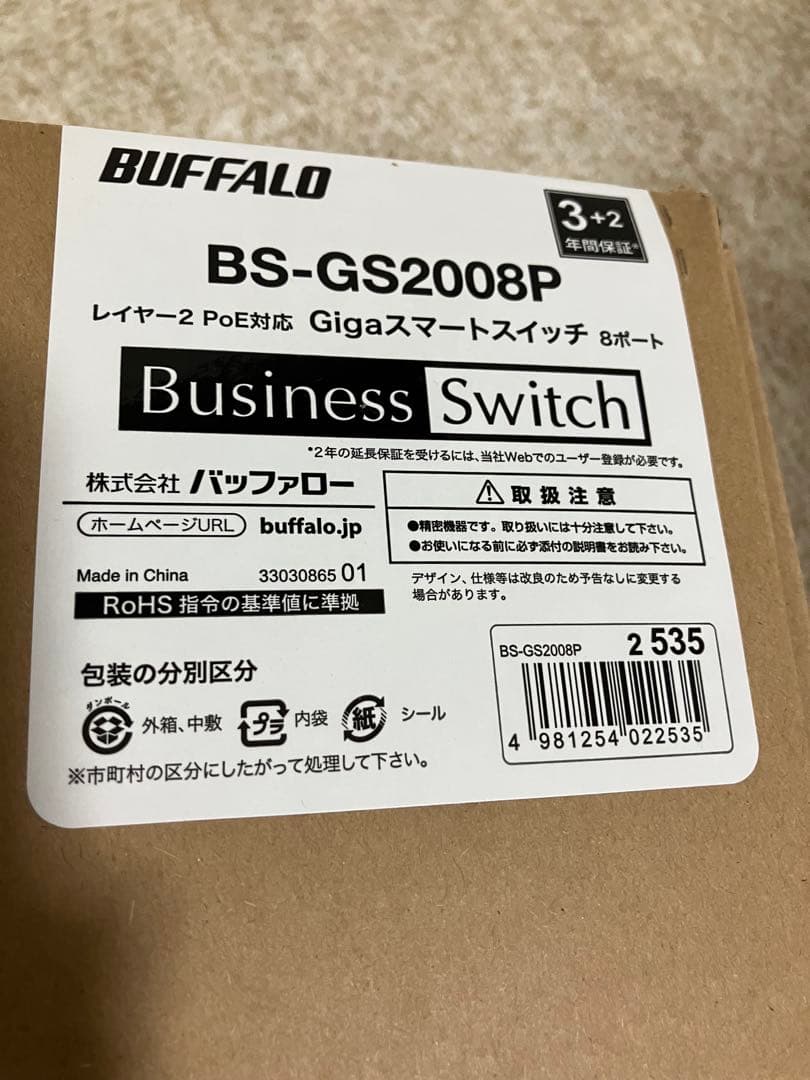 BUFFALO
3+2
年間保証※
BS-GS2008P
レイヤー2 PoE対応 Gigaスマートスイッチ 8ポート
Business Switch
*2年の延長保証を受けるには、当社Webでのユーザー登録が必要です。
株式会社 バッファロー
ホームページURL buffalo.jp
Made in China 33030865 01
RoHS 指令の基準値に準拠
⚠ 取扱注意
●精密機器です。取り扱いには十分注意して下さい。
●お使いになる前に必ず添付の説明書をお読み下さい。
デザイン、仕様等は改良のため予告なしに変更する
場合があります。
包装の分別区分
ダンボール 外箱、中敷 プラ 内袋 紙 シール
※市町村の区分にしたがって処理して下さい。
BS-GS2008P 2 535
4 981254 022535